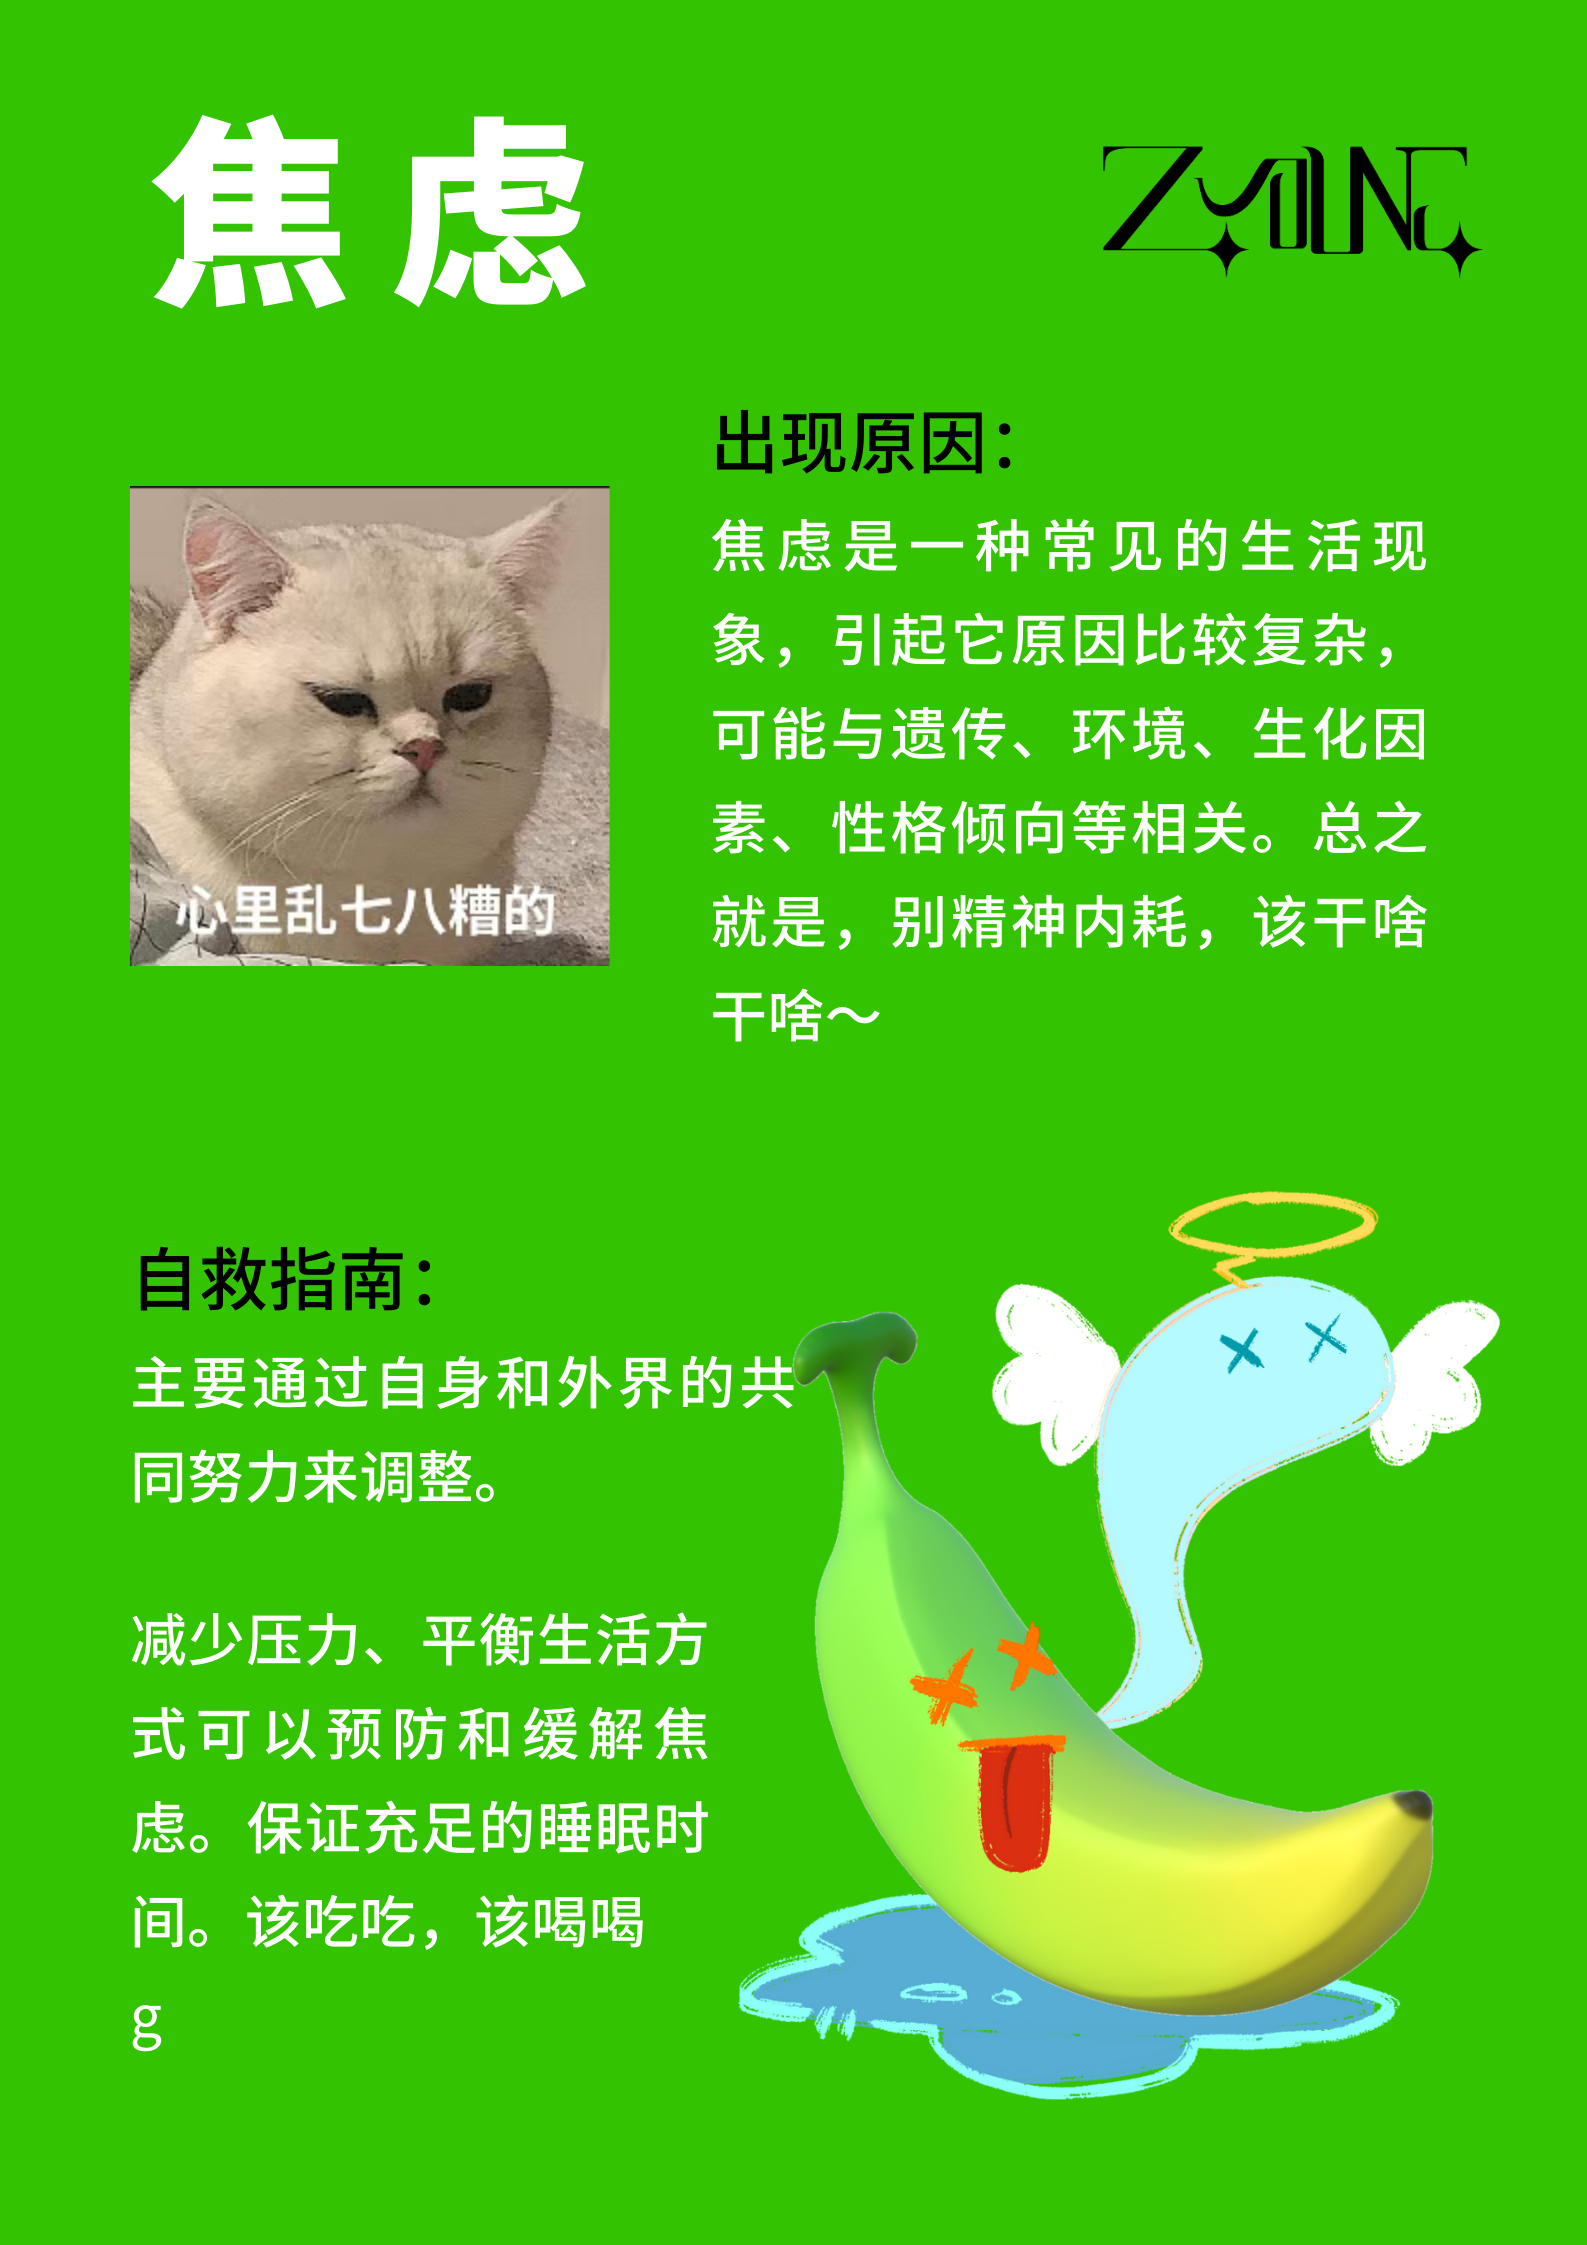 焦虑
出现原因：
焦虑是一种常见的生活现
象，引起它原因比较复杂，
可能与遗传、环境、生化因
素、性格倾向等相关。总之
就是，别精神内耗，该干啥
干啥～
心里乱七八糟的
自救指南：
主要通过自身和外界的共
同努力来调整。
减少压力、平衡生活方
式可以预防和缓解焦
虑。保证充足的睡眠时
间。该吃吃，该喝喝
g